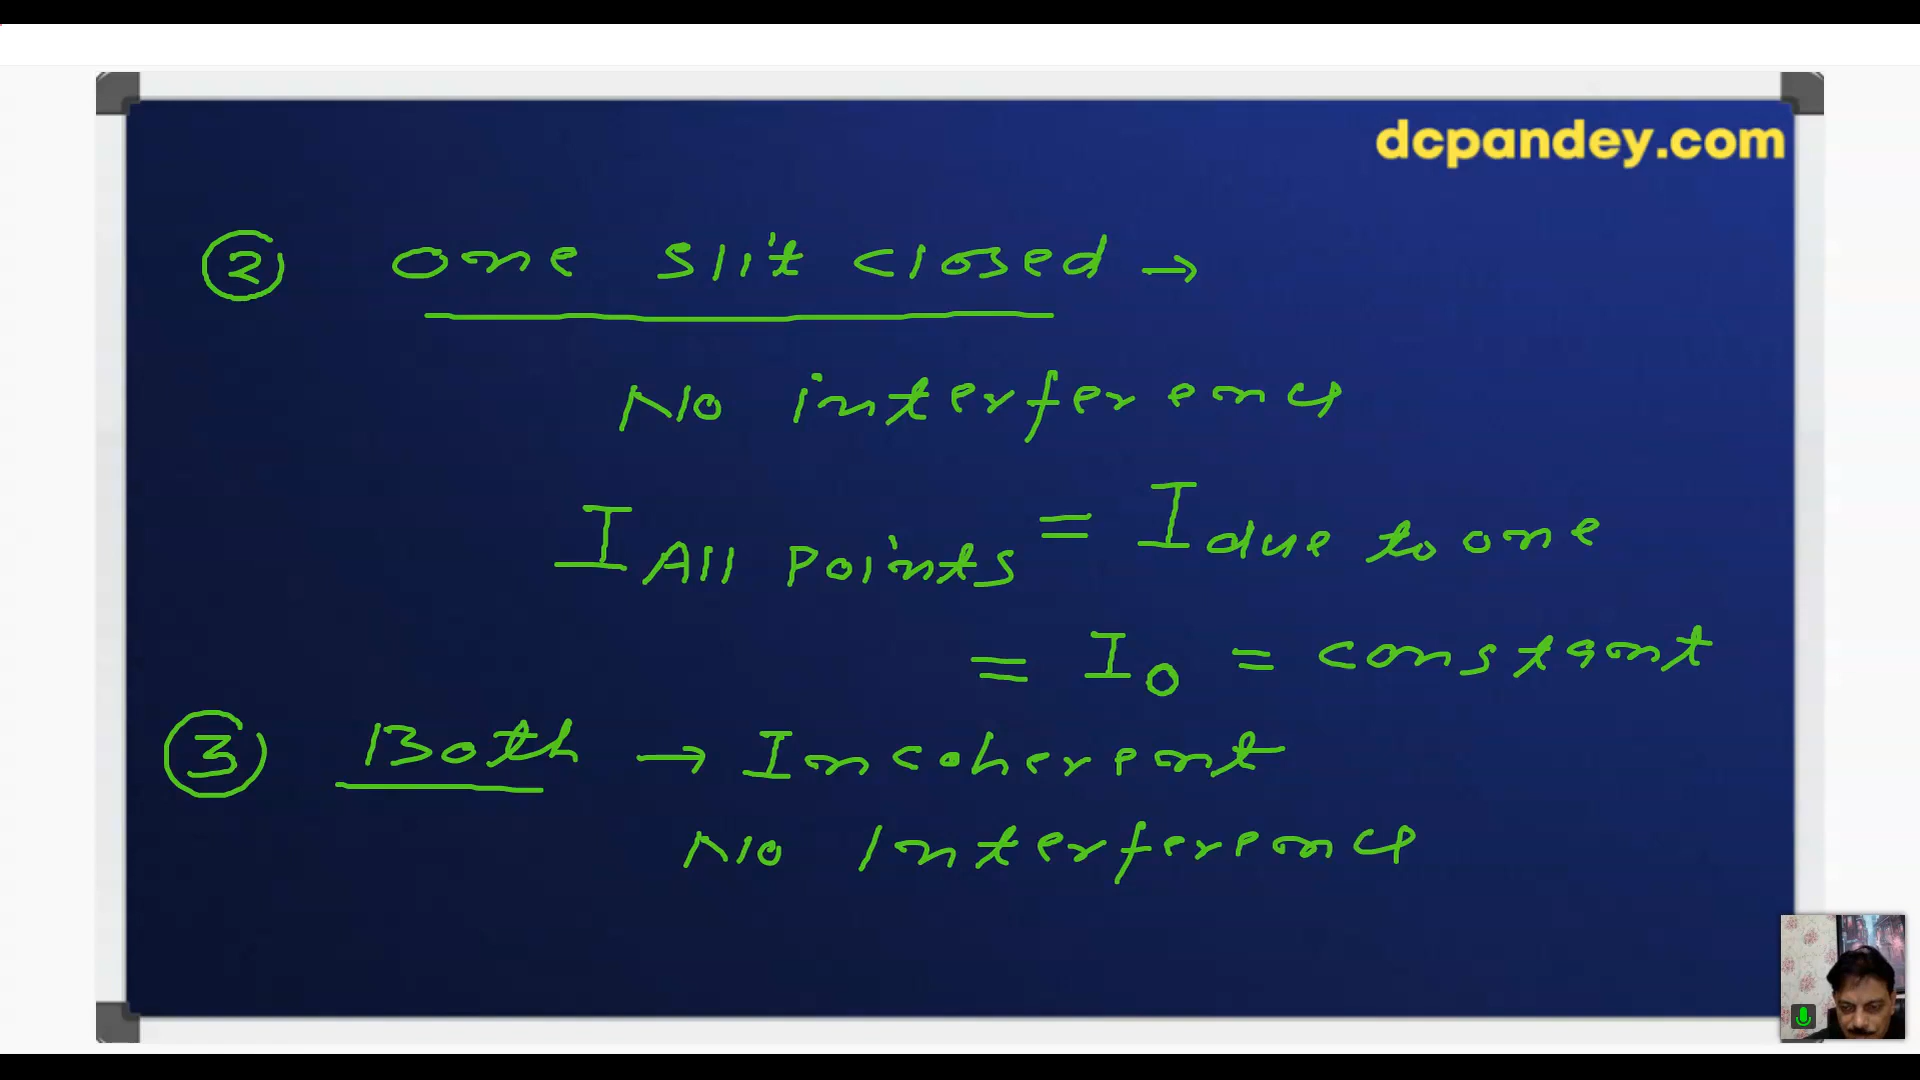 dcpandey.com
② One slit closed →
No interference
I All Points = I due to one
= I₀ = constant
③ Both → Incoherent
No Interference